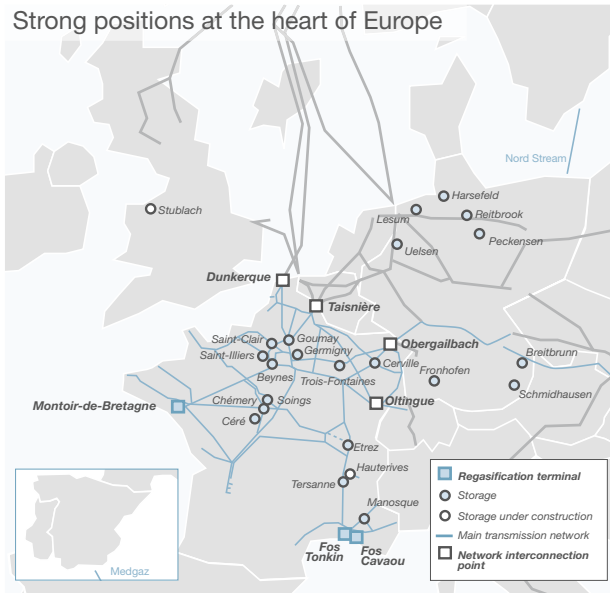 Strong positions at the heart of Europe
Nord Stream
Harsefeld
Lesum
Reitbrook
Stublach
Peckensen
Uelsen
Dunkerque
Taisnière
Saint-Clair
Gournay
Obergailbach
Saint-Illiers
Germigny
Cerville
Breitbrunn
Beynes
Trois-Fontaines
Fronhofen
Schmidhausen
Montoir-de-Bretagne
Chémery
Soings
Oltingue
Céré
Etrez
Hauterives
Tersanne
Manosque
Fos
Tonkin
Fos
Cavaou
Medgaz
Regasification terminal
Storage
Storage under construction
Main transmission network
Network interconnection
point